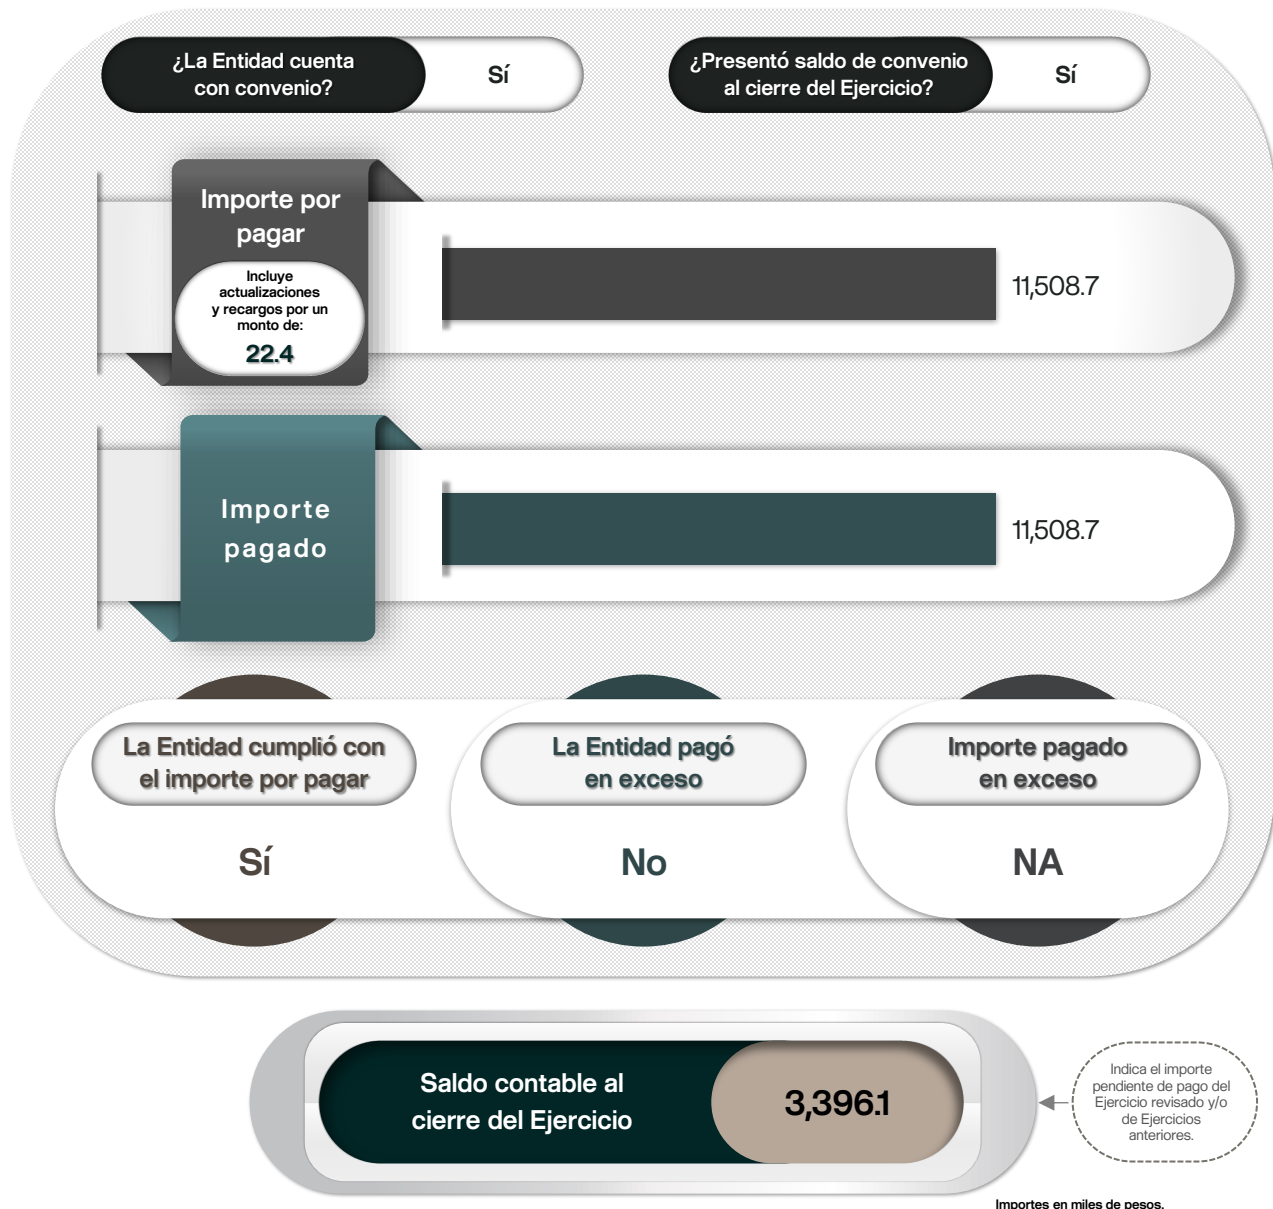 ¿La Entidad cuenta
con convenio?
Sí
¿Presentó saldo de convenio
al cierre del Ejercicio?
Sí
Importe por
pagar
Incluye
actualizaciones
y recargos por un
monto de:
22.4
11,508.7
Importe
pagado
11,508.7
La Entidad cumplió con
el importe por pagar
Sí
La Entidad pagó
en exceso
No
Importe pagado
en exceso
NA
Saldo contable al
cierre del Ejercicio
3,396.1
Indica el importe
pendiente de pago del
Ejercicio revisado y/o
de Ejercicios
anteriores.
Importes en miles de pesos.